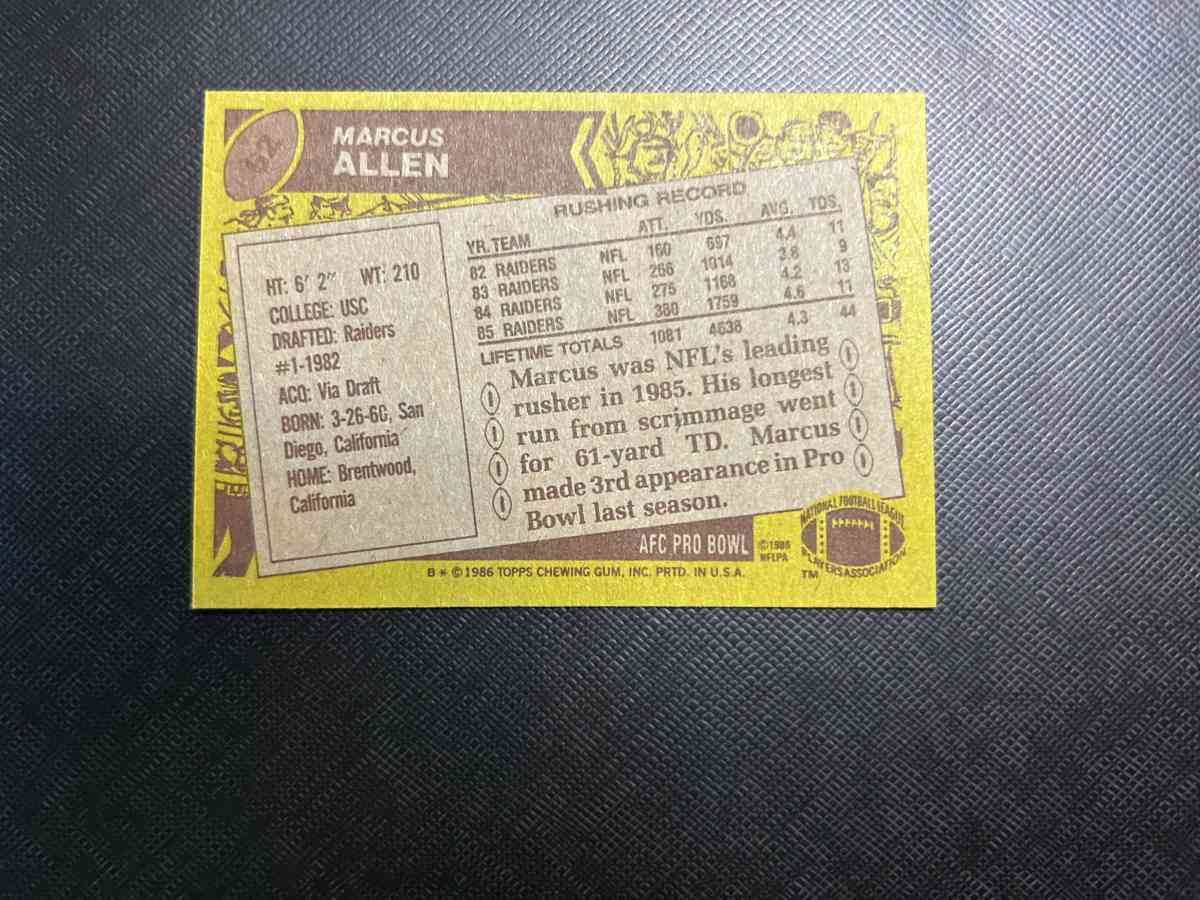 62
MARCUS
ALLEN
RUSHING RECORD
YR. TEAM ATT. YDS. AVG. TDS.
82 RAIDERS NFL 160 697 4.4 11
83 RAIDERS NFL 266 1014 3.8 9
84 RAIDERS NFL 275 1168 4.2 13
85 RAIDERS NFL 380 1759 4.6 11
LIFETIME TOTALS 1081 4638 4.3 44
HT: 6' 2" WT: 210
COLLEGE: USC
DRAFTED: Raiders
#1-1982
ACQ: Via Draft
BORN: 3-26-60, San
Diego, California
HOME: Brentwood,
California
Marcus was NFL's leading
rusher in 1985. His longest
run from scrimmage went
for 61-yard TD. Marcus
made 3rd appearance in Pro
Bowl last season.
AFC PRO BOWL
©1986
NFLPA
NATIONAL FOOTBALL LEAGUE
PLAYERS ASSOCIATION
TM
B * © 1986 TOPPS CHEWING GUM, INC. PRTD. IN U.S.A.